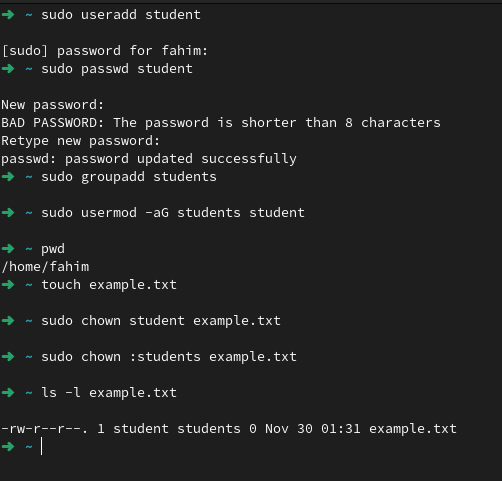 ➜ ~ sudo useradd student
[sudo] password for fahim:
➜ ~ sudo passwd student
New password:
BAD PASSWORD: The password is shorter than 8 characters
Retype new password:
passwd: password updated successfully
➜ ~ sudo groupadd students
➜ ~ sudo usermod -aG students student
➜ ~ pwd
/home/fahim
➜ ~ touch example.txt
➜ ~ sudo chown student example.txt
➜ ~ sudo chown :students example.txt
➜ ~ ls -l example.txt
-rw-r--r--. 1 student students 0 Nov 30 01:31 example.txt
➜ ~